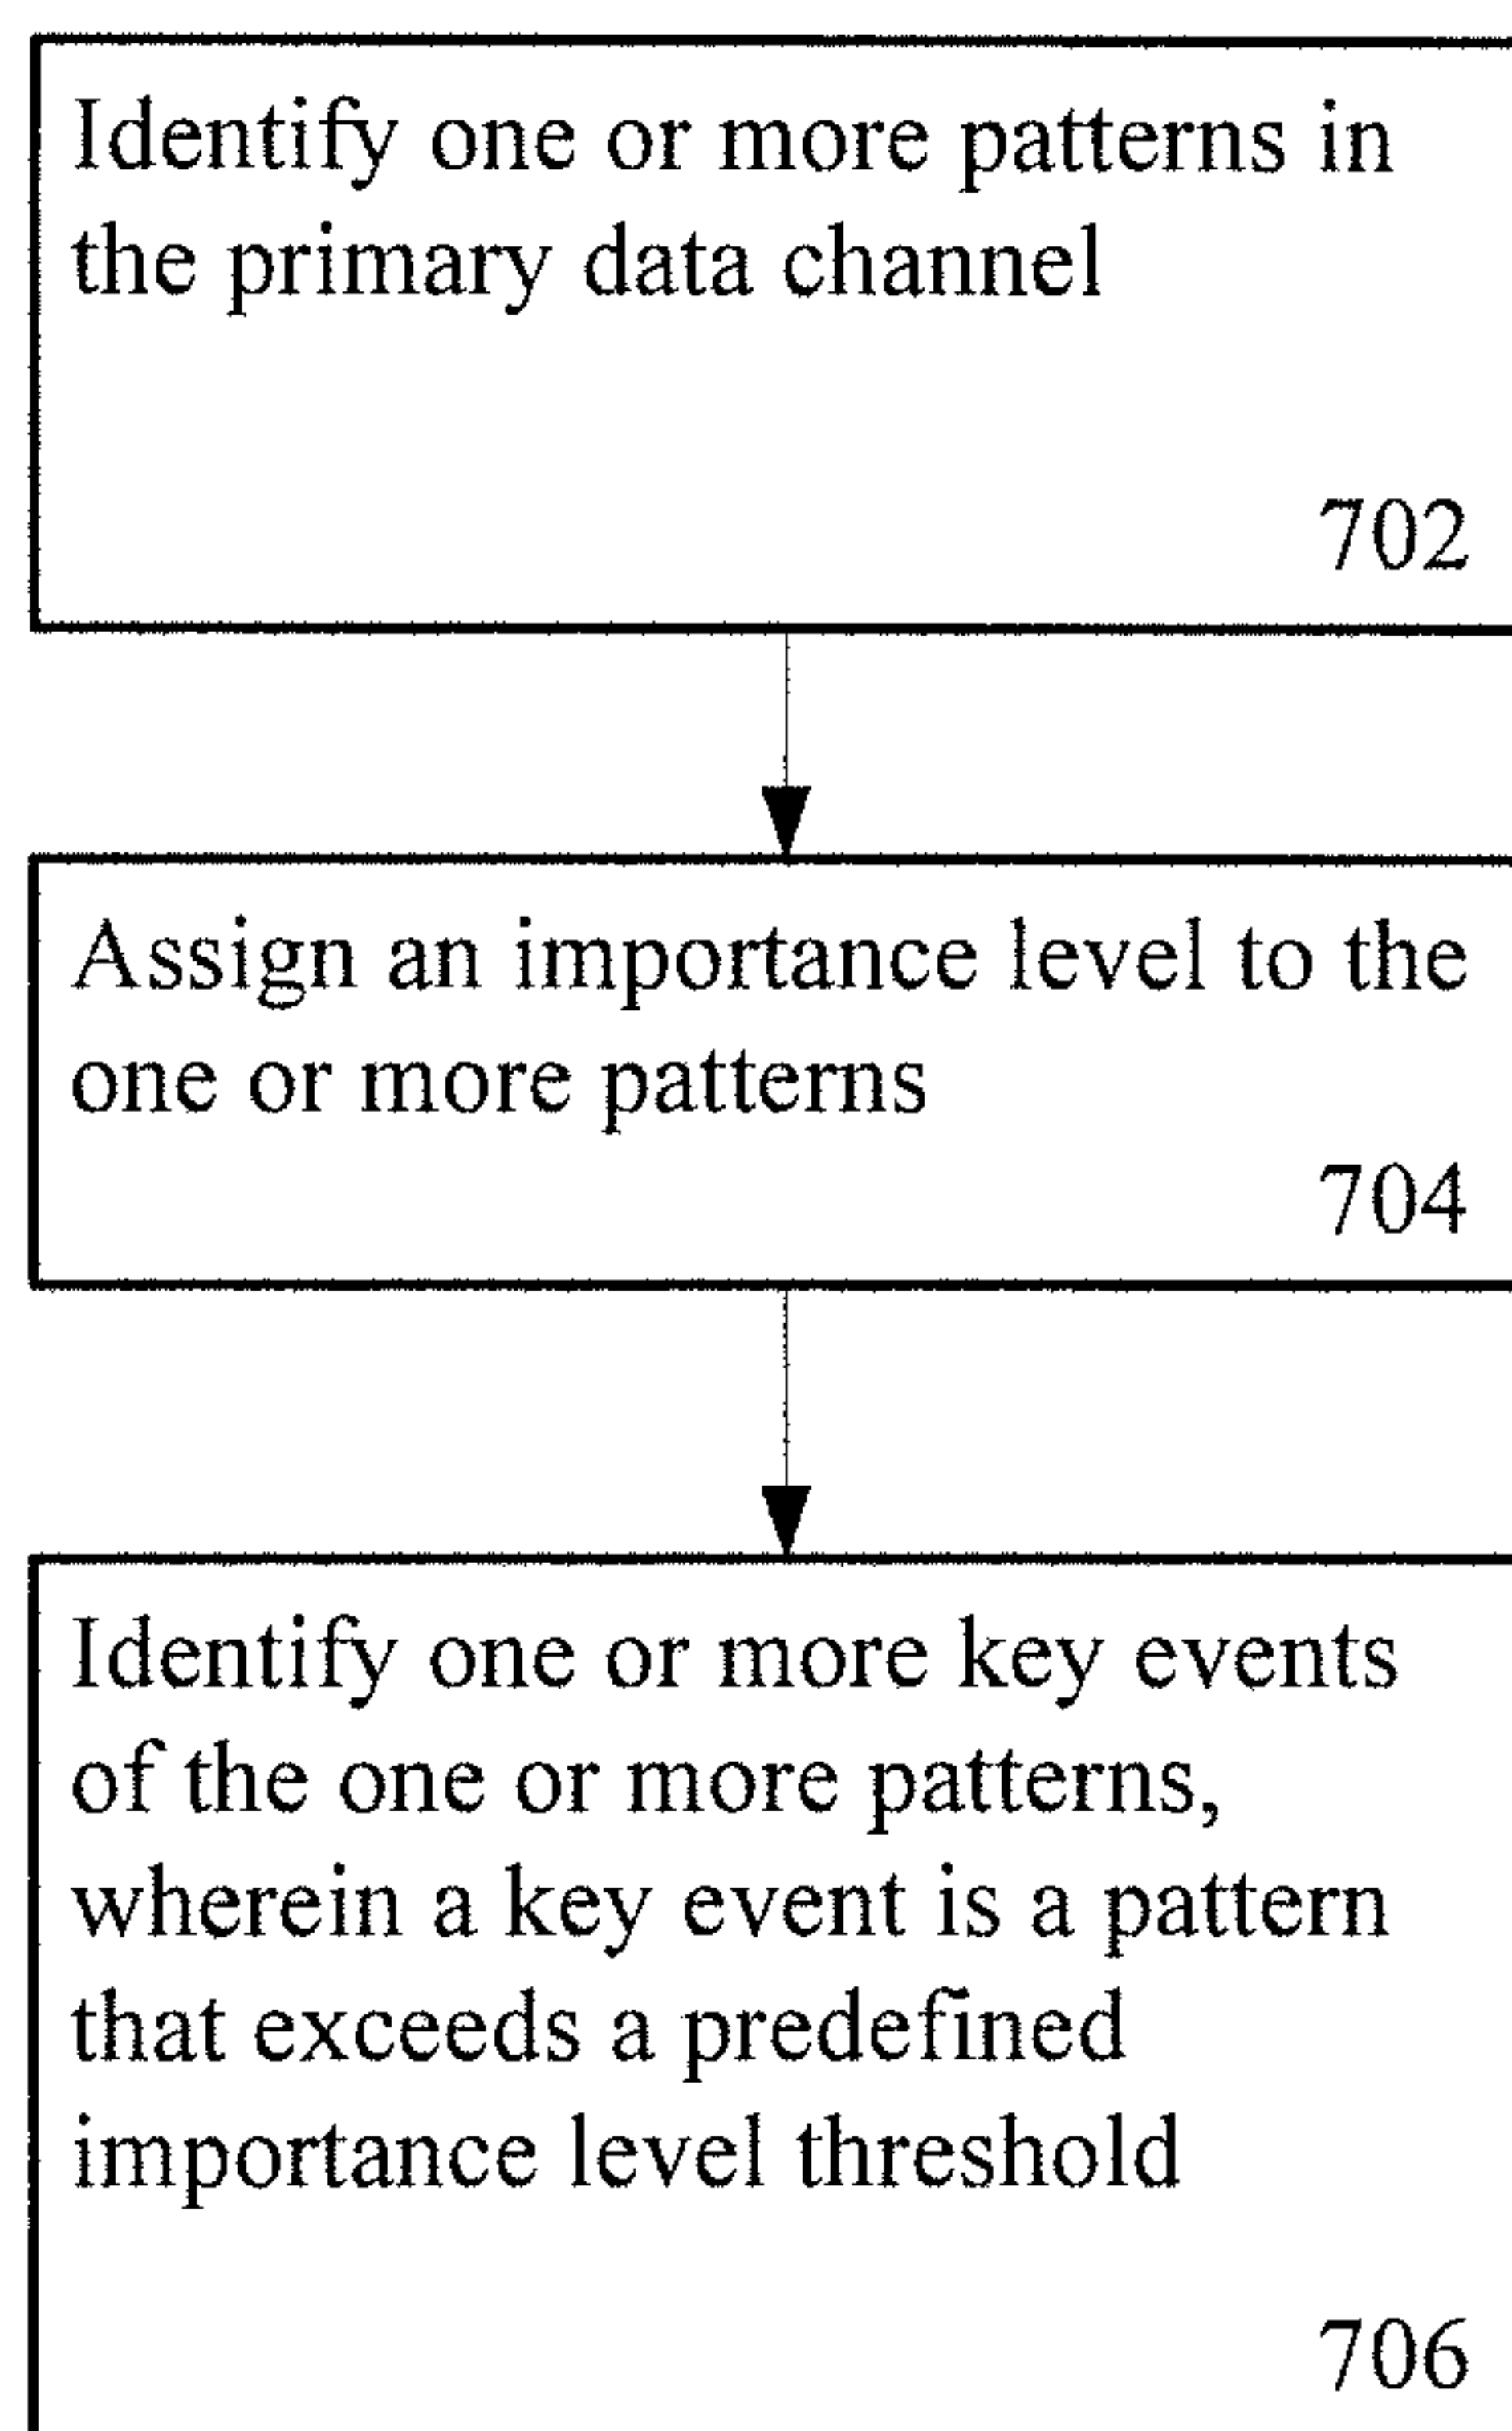 Identify one or more patterns in
the primary data channel
702
Assign an importance level to the
one or more patterns
704
Identify one or more key events
of the one or more patterns,
wherein a key event is a pattern
that exceeds a predefined
importance level threshold
706